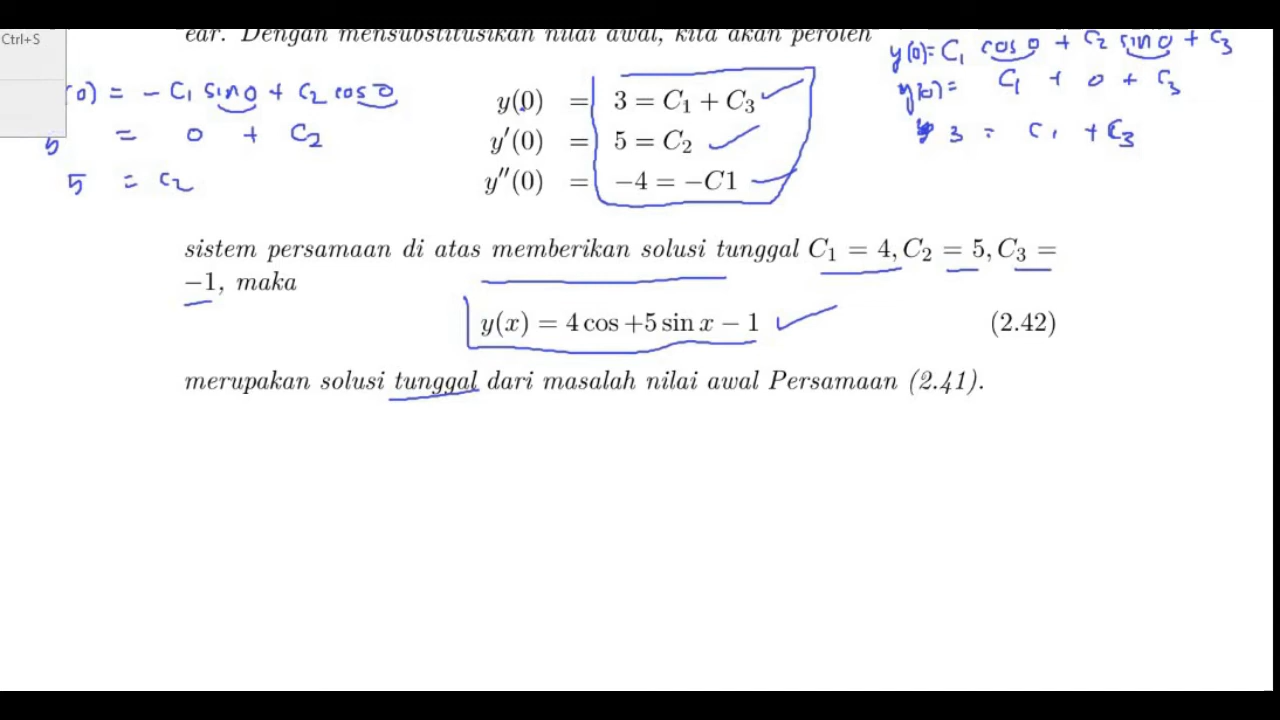 Ctrl+S
ear. Dengan mensubstitusikan nilai awal, kita akan peroleh
y(0) = C1 cos 0 + C2 sin 0 + C3
y(0) = C1 + 0 + C3
3 = C1 + C3
(0) = - C1 sin 0 + C2 cos 0
5 = 0 + C2
5 = C2
y(0) = 3 = C₁ + C₃
y′(0) = 5 = C₂
y″(0) = −4 = −C1
sistem persamaan di atas memberikan solusi tunggal C₁ = 4, C₂ = 5, C₃ =
−1, maka
y(x) = 4 cos +5 sin x − 1 (2.42)
merupakan solusi tunggal dari masalah nilai awal Persamaan (2.41).